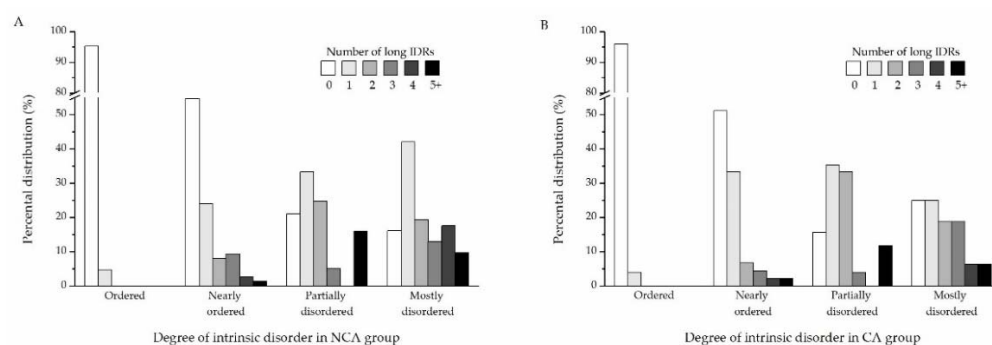 A
Percental distribution (%)
100
90
80
50
40
30
20
10
0
Number of long IDRs
0 1 2 3 4 5+
Ordered
Nearly ordered
Partially disordered
Mostly disordered
Degree of intrinsic disorder in NCA group
B
Percental distribution (%)
100
90
80
50
40
30
20
10
0
Number of long IDRs
0 1 2 3 4 5+
Ordered
Nearly ordered
Partially disordered
Mostly disordered
Degree of intrinsic disorder in CA group